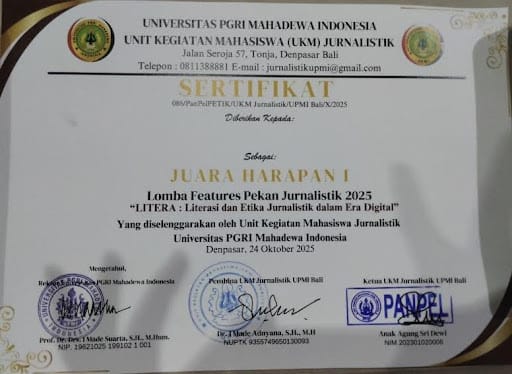 UNIVERSITAS PGRI MAHADEWA INDONESIA
UNIT KEGIATAN MAHASISWA (UKM) JURNALISTIK
Jalan Seroja 57, Tonja, Denpasar Bali
Telepon : 0811388881 E-mail : jurnalistikupmi@gmail.com
SERTIFIKAT
086/PanPelPETIK/UKM Jurnalistik/UPMI Bali/X/2025
Diberikan Kepada:
Sebagai:
JUARA HARAPAN I
Lomba Features Pekan Jurnalistik 2025
“LITERA : Literasi dan Etika Jurnalistik dalam Era Digital”
Yang diselenggarakan oleh Unit Kegiatan Mahasiswa Jurnalistik
Universitas PGRI Mahadewa Indonesia
Denpasar, 24 Oktober 2025
Mengetahui,
Rektor Universitas PGRI Mahadewa Indonesia
Pembina UKM Jurnalistik UPMI Bali
Ketua UKM Jurnalistik UPMI Bali
PANPEL
Prof. Dr. Drs. I Made Suarta, S.H., M.Hum.
NIP. 19621025 199102 1 001
Dr. I Made Adnyana, S.H., M.H
NUPTK 9355749650130093
Anak Agung Sri Dewi
NIM 202301020006